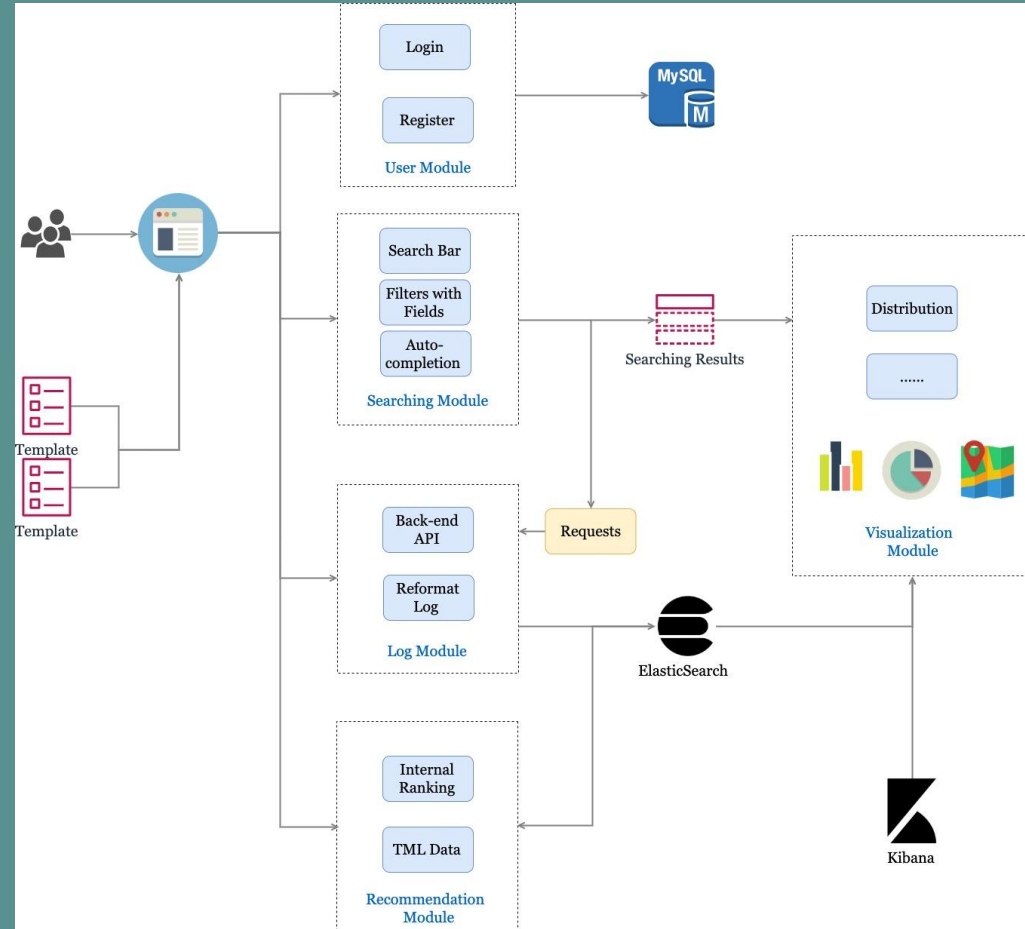 Login
Register
User Module
MySQL
M
Search Bar
Filters with
Fields
Auto-
completion
Searching Module
Searching Results
Distribution
......
Visualization
Module
Template
Template
Back-end
API
Reformat
Log
Log Module
Requests
ElasticSearch
Internal
Ranking
TML Data
Recommendation
Module
Kibana